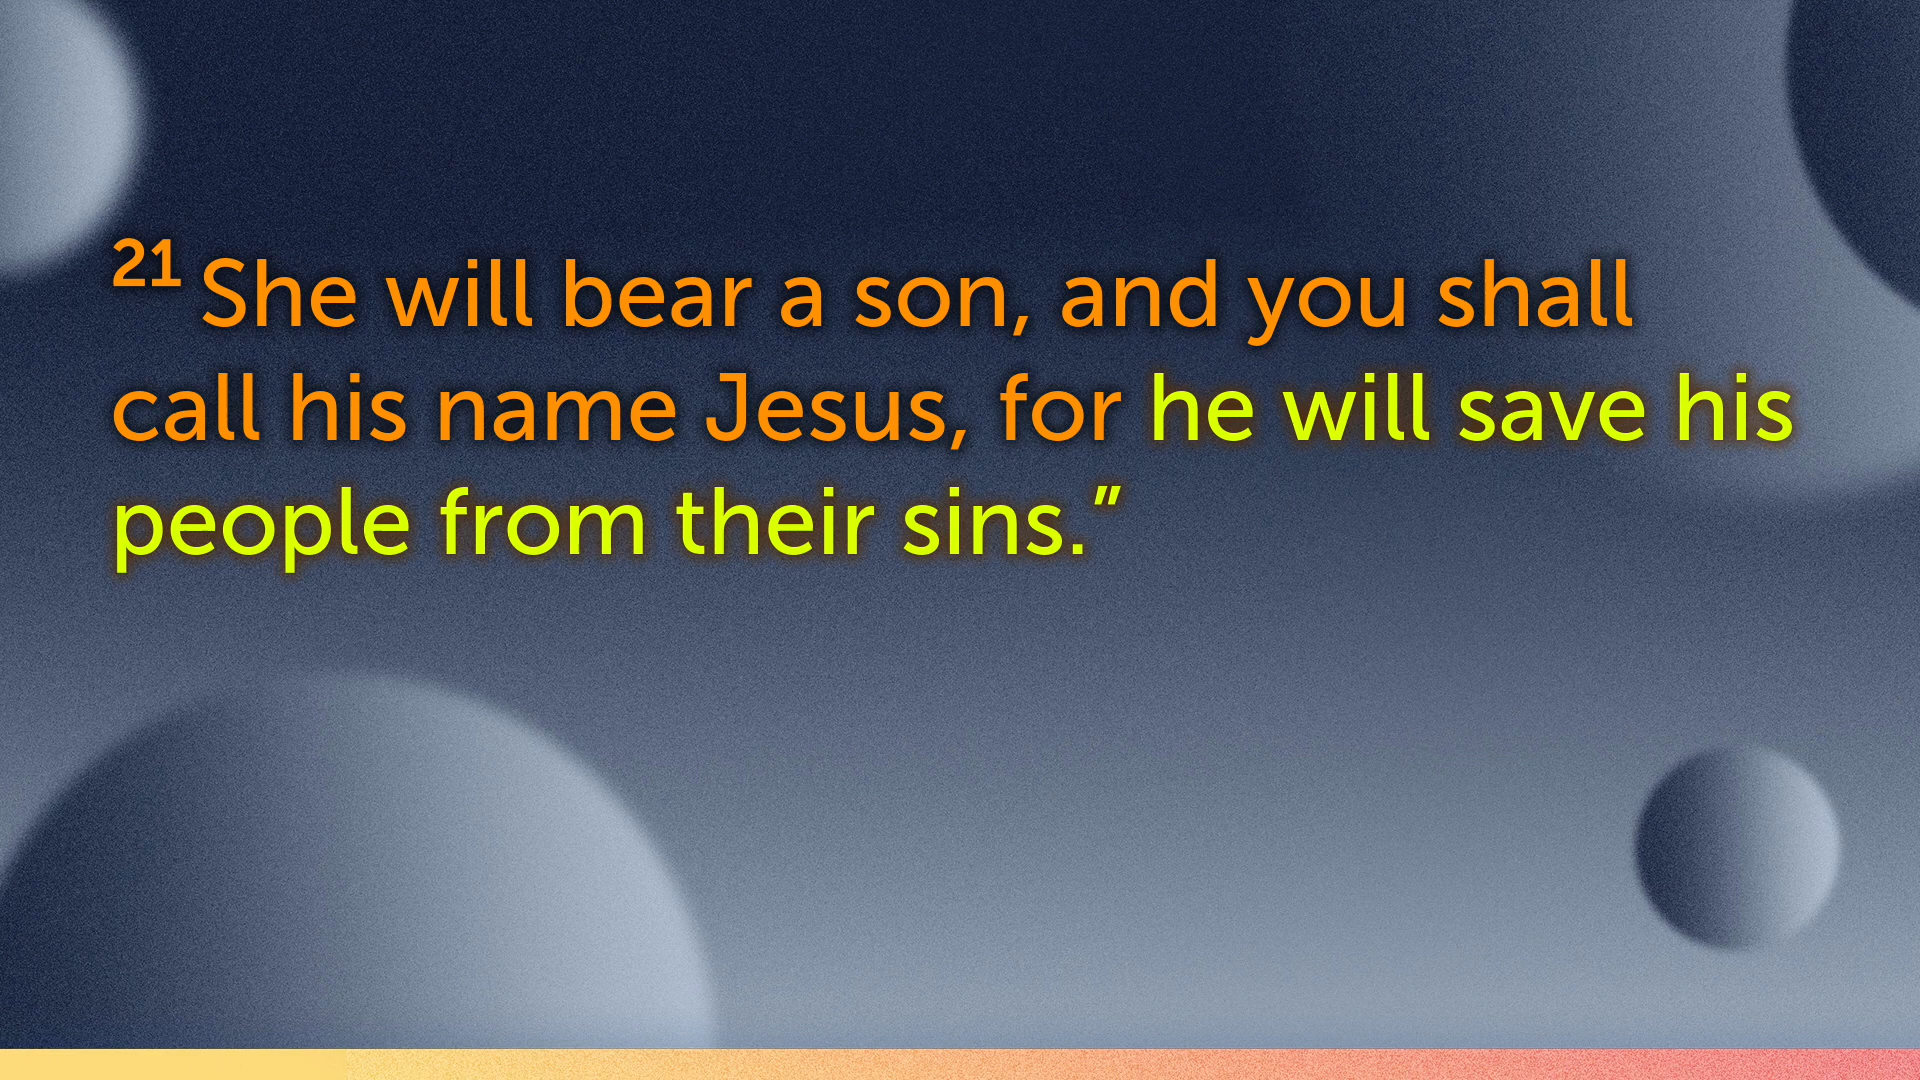 21 She will bear a son, and you shall
call his name Jesus, for he will save his
people from their sins.”